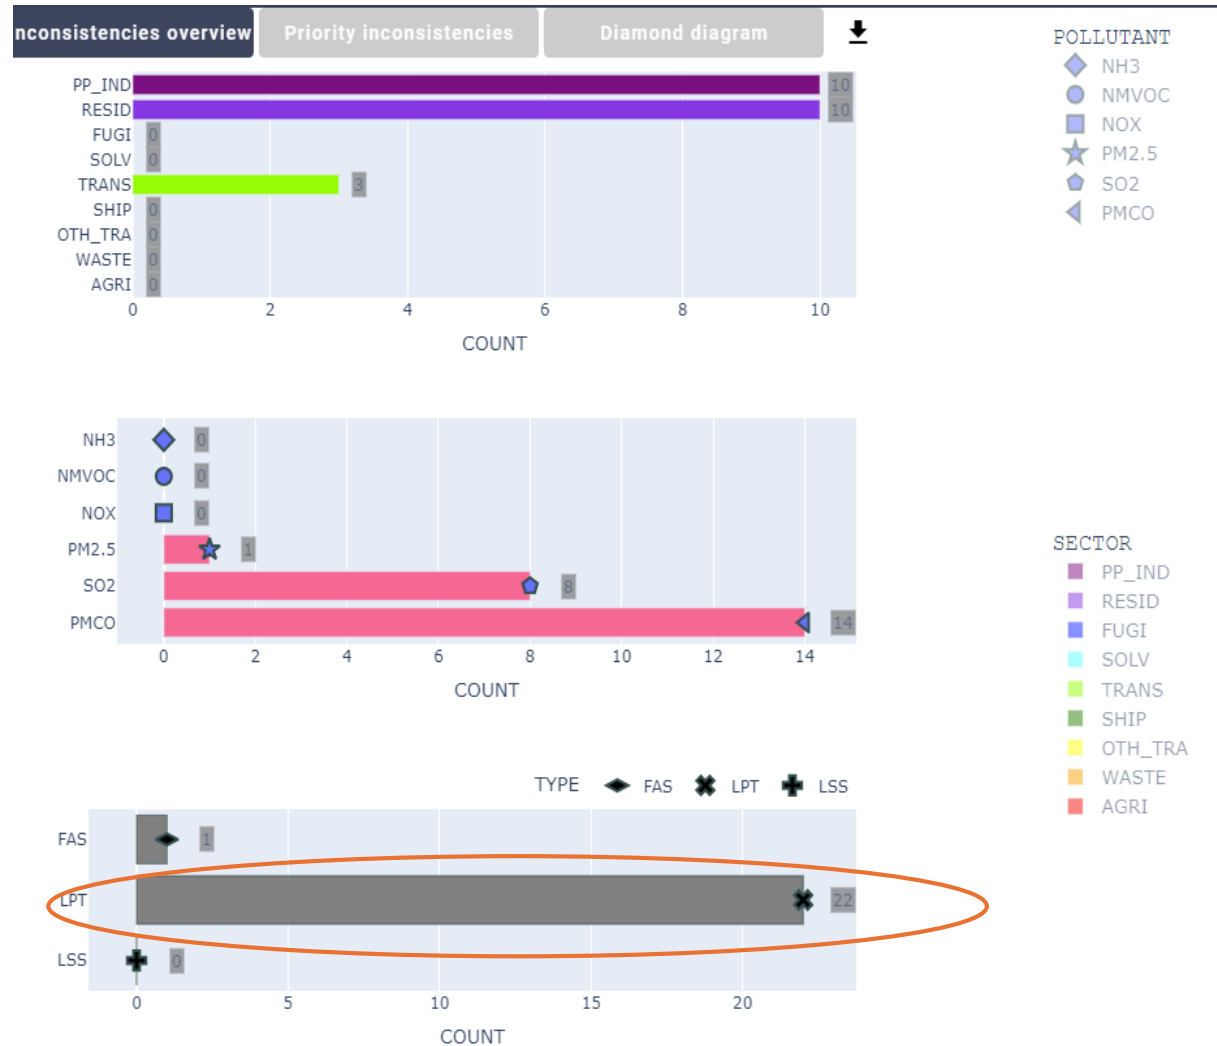 nconsistencies overview
Priority inconsistencies
Diamond diagram
PP_IND 10
RESID 10
FUGI 0
SOLV 0
TRANS 3
SHIP 0
OTH_TRA 0
WASTE 0
AGRI 0
0 2 4 6 8 10
COUNT
POLLUTANT
NH3
NMVOC
NOX
PM2.5
SO2
PMCO
NH3 0
NMVOC 0
NOX 0
PM2.5 1
SO2 8
PMCO 14
0 2 4 6 8 10 12 14
COUNT
SECTOR
PP_IND
RESID
FUGI
SOLV
TRANS
SHIP
OTH_TRA
WASTE
AGRI
TYPE FAS LPT LSS
FAS 1
LPT 22
LSS 0
0 5 10 15 20
COUNT